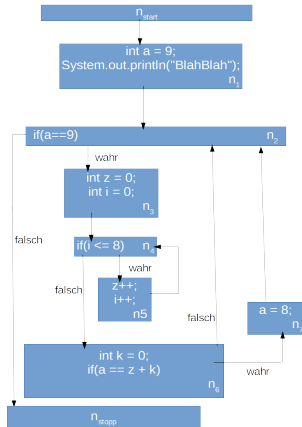 nstart
int a = 9;
System.out.println("BlahBlah");
n1
if(a==9)
n2
wahr
int z = 0;
int i = 0;
n3
falsch
if(i <= 8) n4
wahr
falsch
z++;
i++;
n5
a = 8;
falsch
int k = 0;
if(a == z + k)
n6
wahr
nstopp